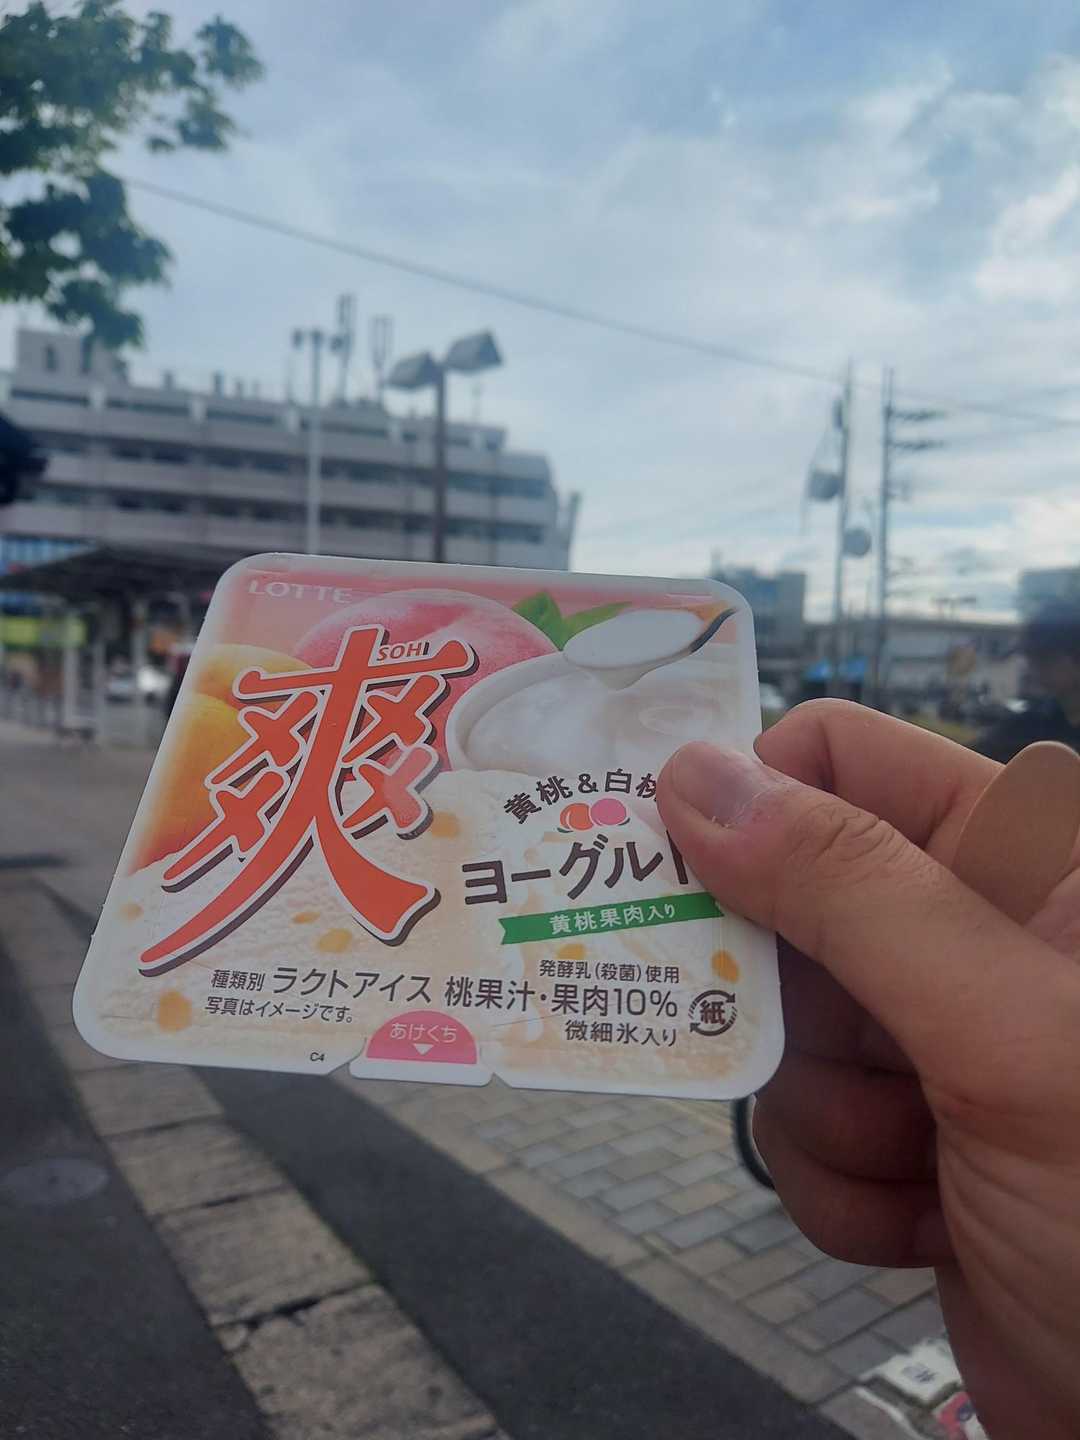 LOTTE
SOH
爽
黄桃&白桃
ヨーグルト
黄桃果肉入り
発酵乳(殺菌)使用
種類別 ラクトアイス 桃果汁・果肉10%
写真はイメージです。
微細氷入り
紙
あけくち
C4